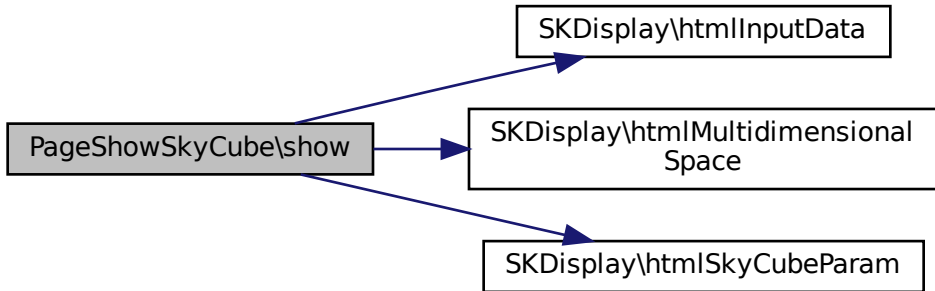 SKDisplay\htmlInputData
PageShowSkyCube\show
SKDisplay\htmlMultidimensional
Space
SKDisplay\htmlSkyCubeParam